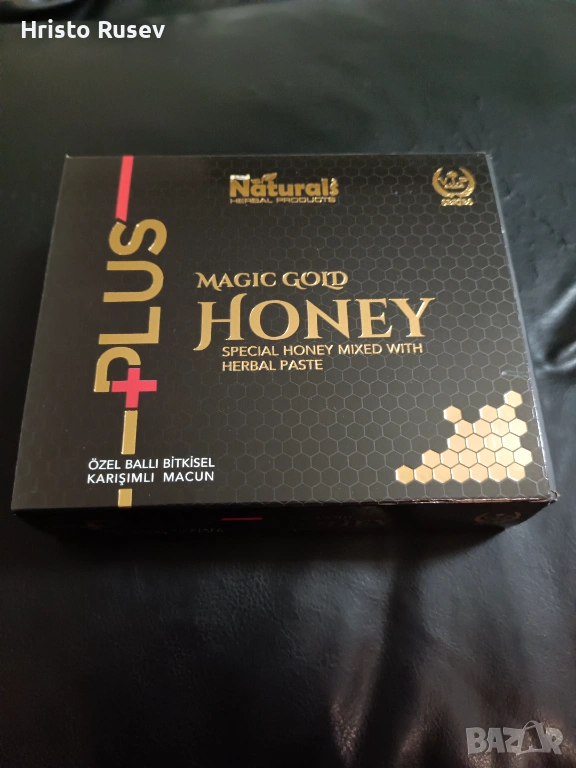 Hristo Rusev
Naturals
HERBAL PRODUCTS
PLUS
MAGIC GOLD
HONEY
SPECIAL HONEY MIXED WITH
HERBAL PASTE
ÖZEL BALLI BİTKİSEL
KARIŞIMLI MACUN
BAZAR